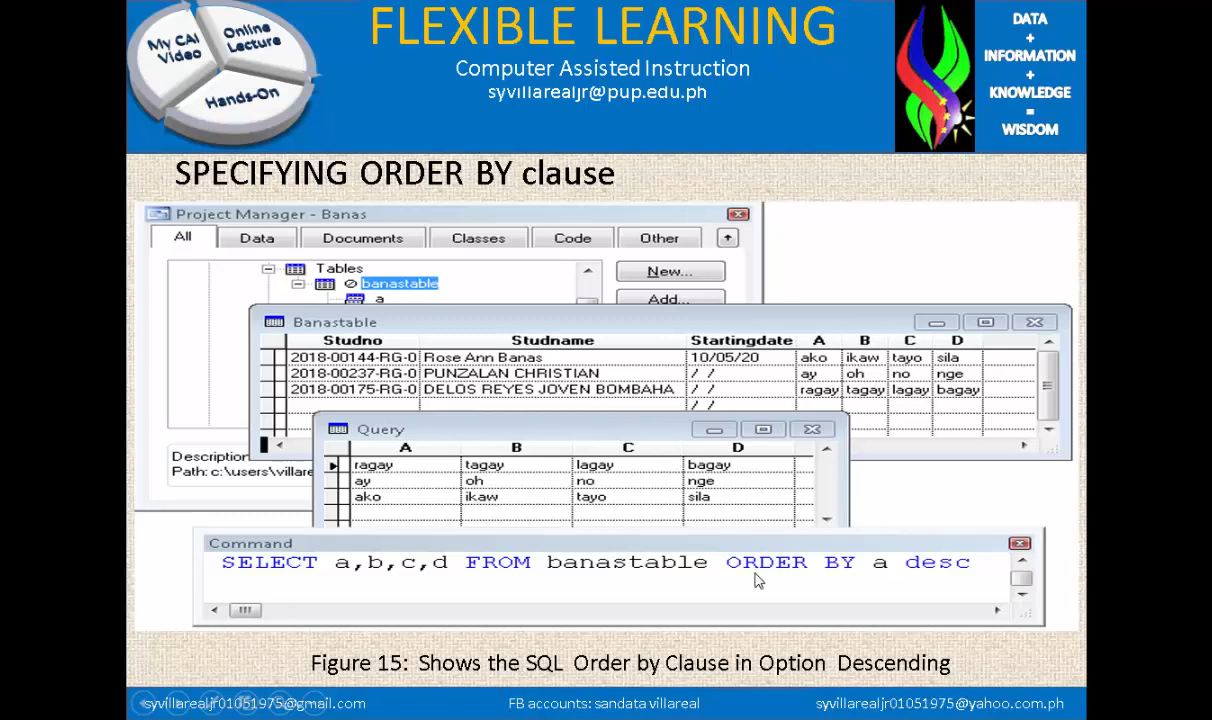 My CAI
Video
Online
Lecture
Hands-On
FLEXIBLE LEARNING
Computer Assisted Instruction
syvillarealjr@pup.edu.ph
DATA
+
INFORMATION
+
KNOWLEDGE
=
WISDOM
SPECIFYING ORDER BY clause
Project Manager - Banas
All Data Documents Classes Code Other
Tables
banastable
a
New...
Add...
Banastable
Studno Studname Startingdate A B C D
2018-00144-RG-0 Rose Ann Banas 10/05/20 ako ikaw tayo sila
2018-00237-RG-0 PUNZALAN CHRISTIAN / / ay oh no nge
2018-00175-RG-0 DELOS REYES JOVEN BOMBAHA / / ragay tagay lagay bagay
/ /
Description
Path: c:\users\villare
Query
A B C D
ragay tagay lagay bagay
ay oh no nge
ako ikaw tayo sila
Command
SELECT a,b,c,d FROM banastable ORDER BY a desc
Figure 15: Shows the SQL Order by Clause in Option Descending
syvillarealjr01051975@gmail.com FB accounts: sandata villareal syvillarealjr01051975@yahoo.com.ph